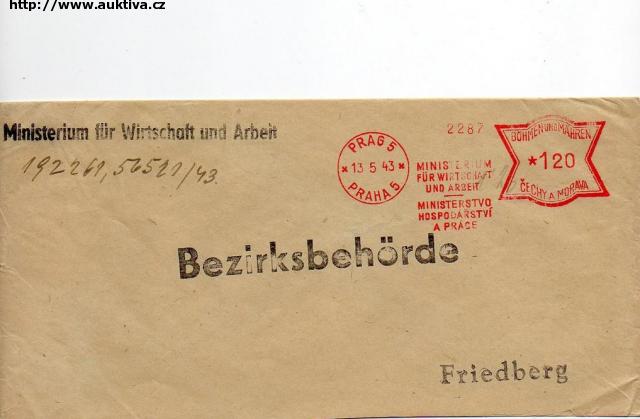 http://www.auktiva.cz
Ministerium für Wirtschaft und Arbeit
192261,56521/43.
PRAG 5
* 13 5 43 *
PRAHA 5
2287
MINISTERIUM
FÜR WIRTSCHAFT
UND ARBEIT
MINISTERSTVO
HOSPODÁŘSTVÍ
A PRÁCE
BÖHMEN UND MÄHREN
*120
ČECHY A MORAVA
Bezirksbehörde
Friedberg